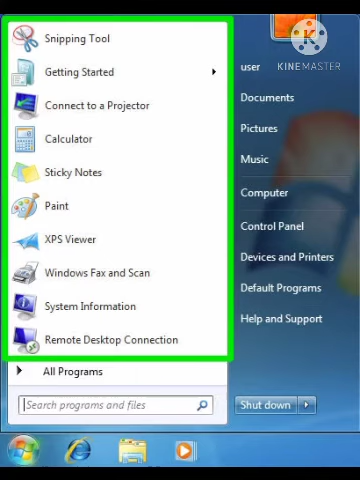 Snipping Tool
Getting Started
Connect to a Projector
Calculator
Sticky Notes
Paint
XPS Viewer
Windows Fax and Scan
System Information
Remote Desktop Connection
All Programs
Search programs and files
K
KINEMASTER
user
Documents
Pictures
Music
Computer
Control Panel
Devices and Printers
Default Programs
Help and Support
Shut down